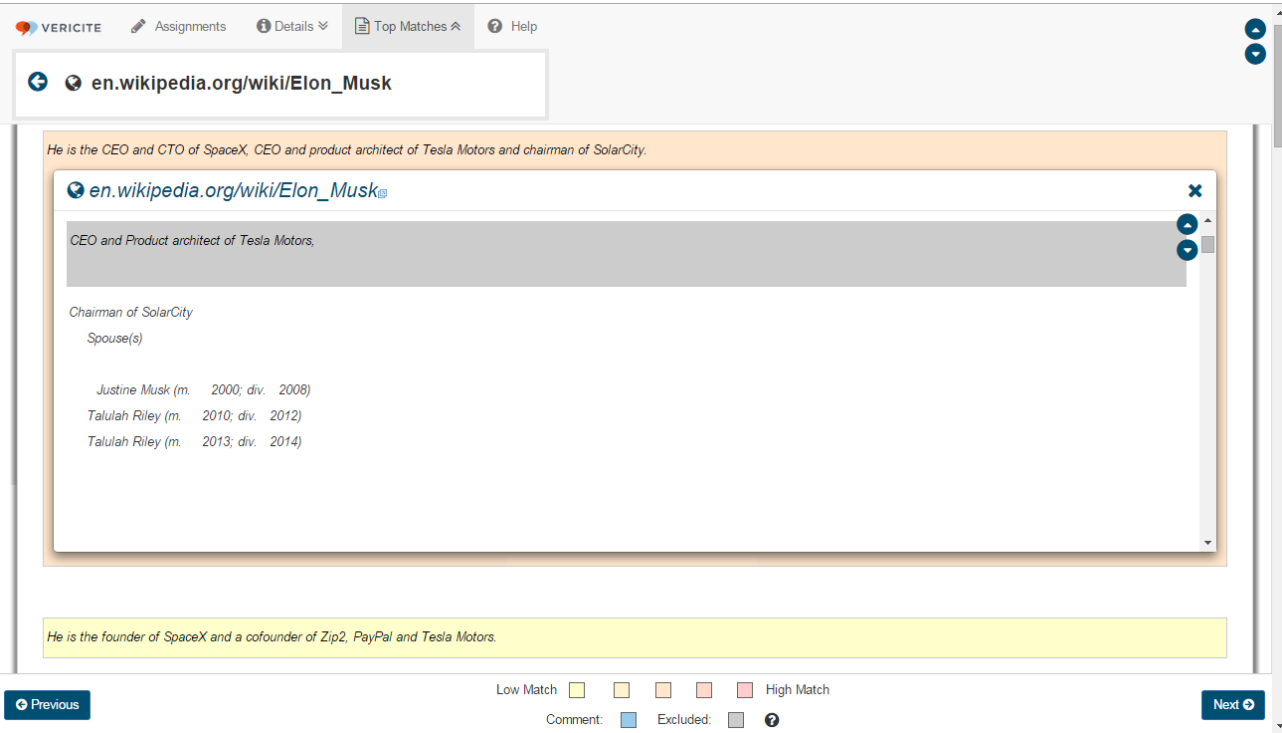 VERICITE Assignments Details Top Matches Help
en.wikipedia.org/wiki/Elon_Musk
He is the CEO and CTO of SpaceX, CEO and product architect of Tesla Motors and chairman of SolarCity.
en.wikipedia.org/wiki/Elon_Musk
CEO and Product architect of Tesla Motors,
Chairman of SolarCity
Spouse(s)
Justine Musk (m. 2000; div. 2008)
Talulah Riley (m. 2010; div. 2012)
Talulah Riley (m. 2013; div. 2014)
He is the founder of SpaceX and a cofounder of Zip2, PayPal and Tesla Motors.
Low Match High Match
Previous Next
Comment: Excluded: